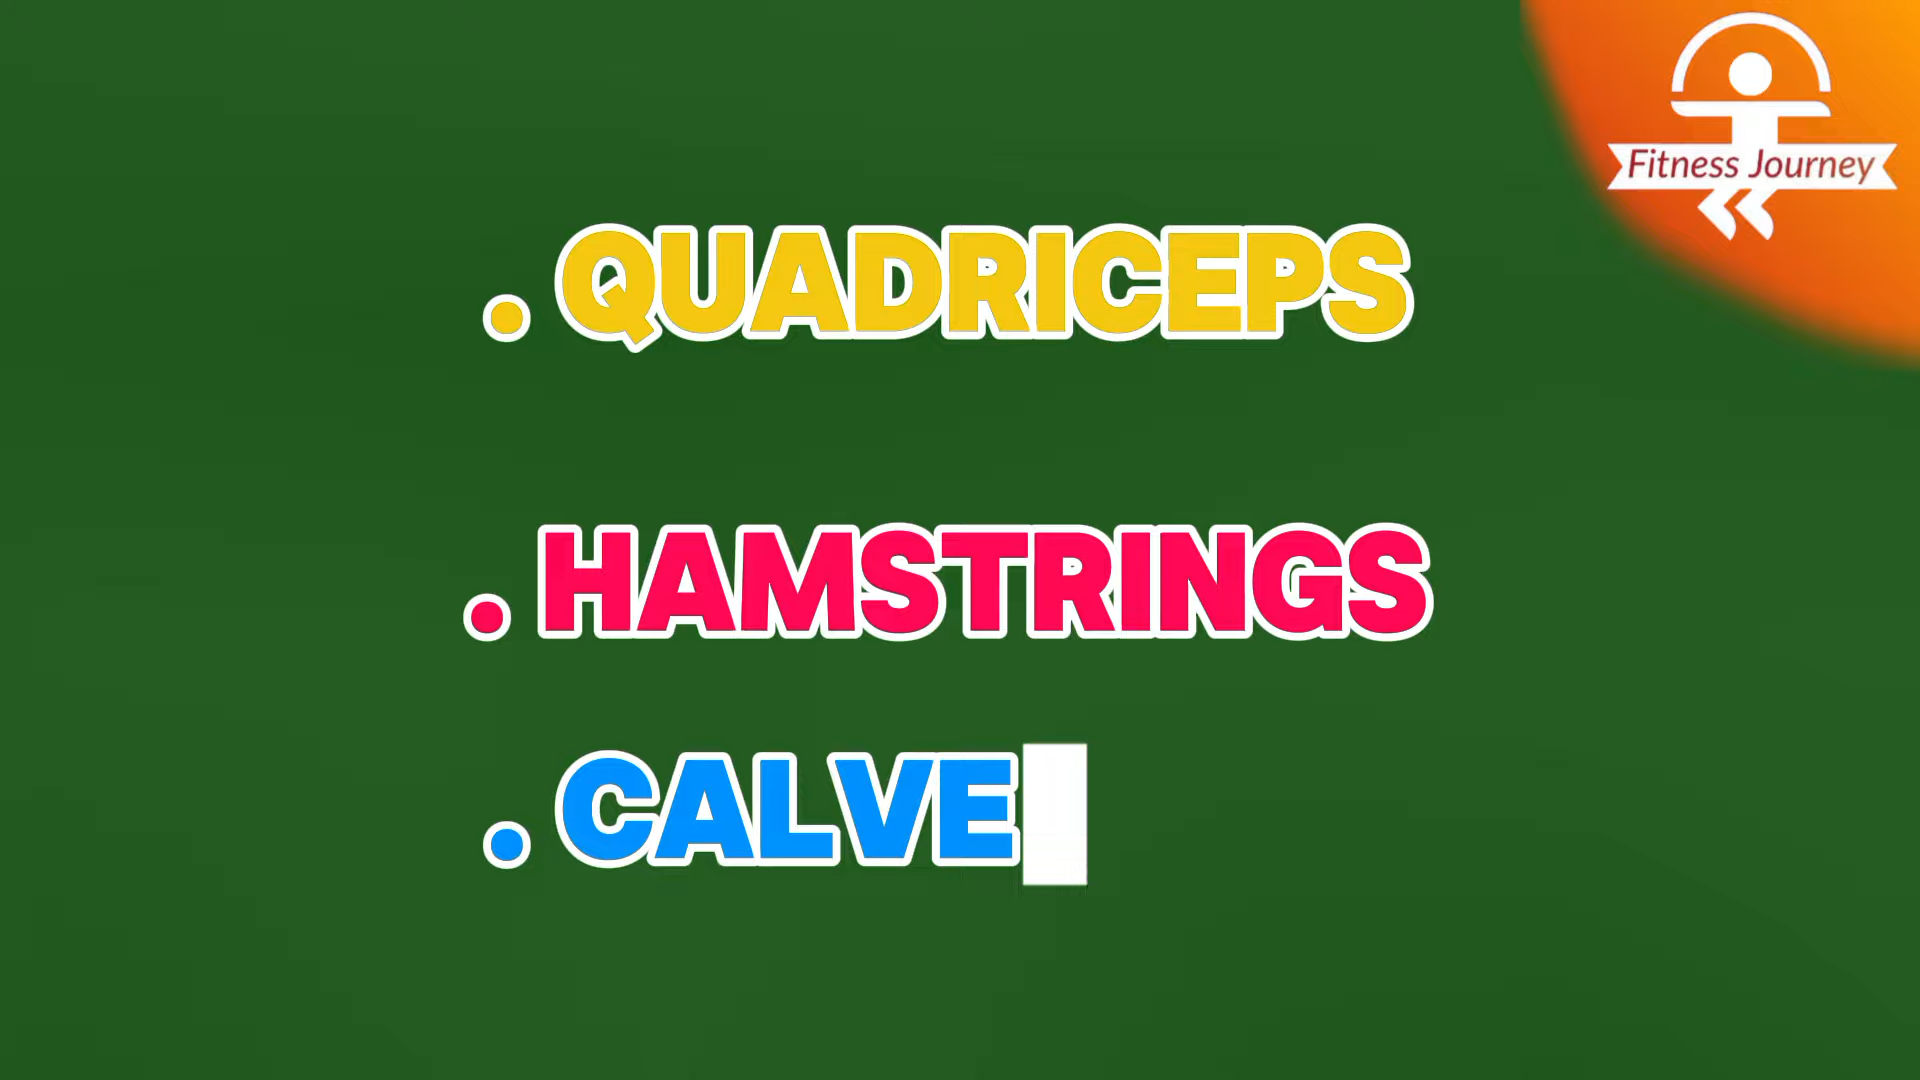 Fitness Journey
. QUADRICEPS
. HAMSTRINGS
. CALVE